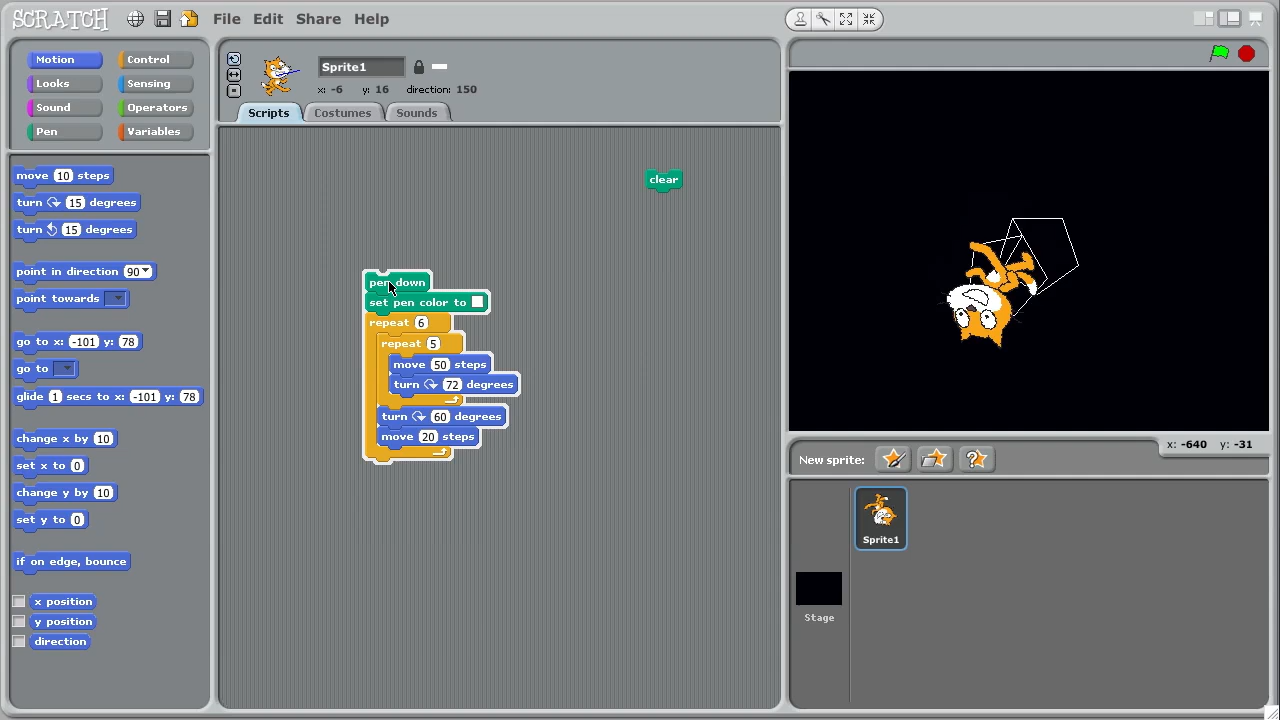 SCRATCH File Edit Share Help
Motion Control
Looks Sensing
Sound Operators
Pen Variables
move 10 steps
turn 15 degrees
turn 15 degrees
point in direction 90
point towards
go to x: -101 y: 78
go to
glide 1 secs to x: -101 y: 78
change x by 10
set x to 0
change y by 10
set y to 0
if on edge, bounce
x position
y position
direction
Sprite1
x: -6 y: 16 direction: 150
Scripts Costumes Sounds
clear
pen down
set pen color to
repeat 6
repeat 5
move 50 steps
turn 72 degrees
turn 60 degrees
move 20 steps
x: -640 y: -31
New sprite:
Sprite1
Stage